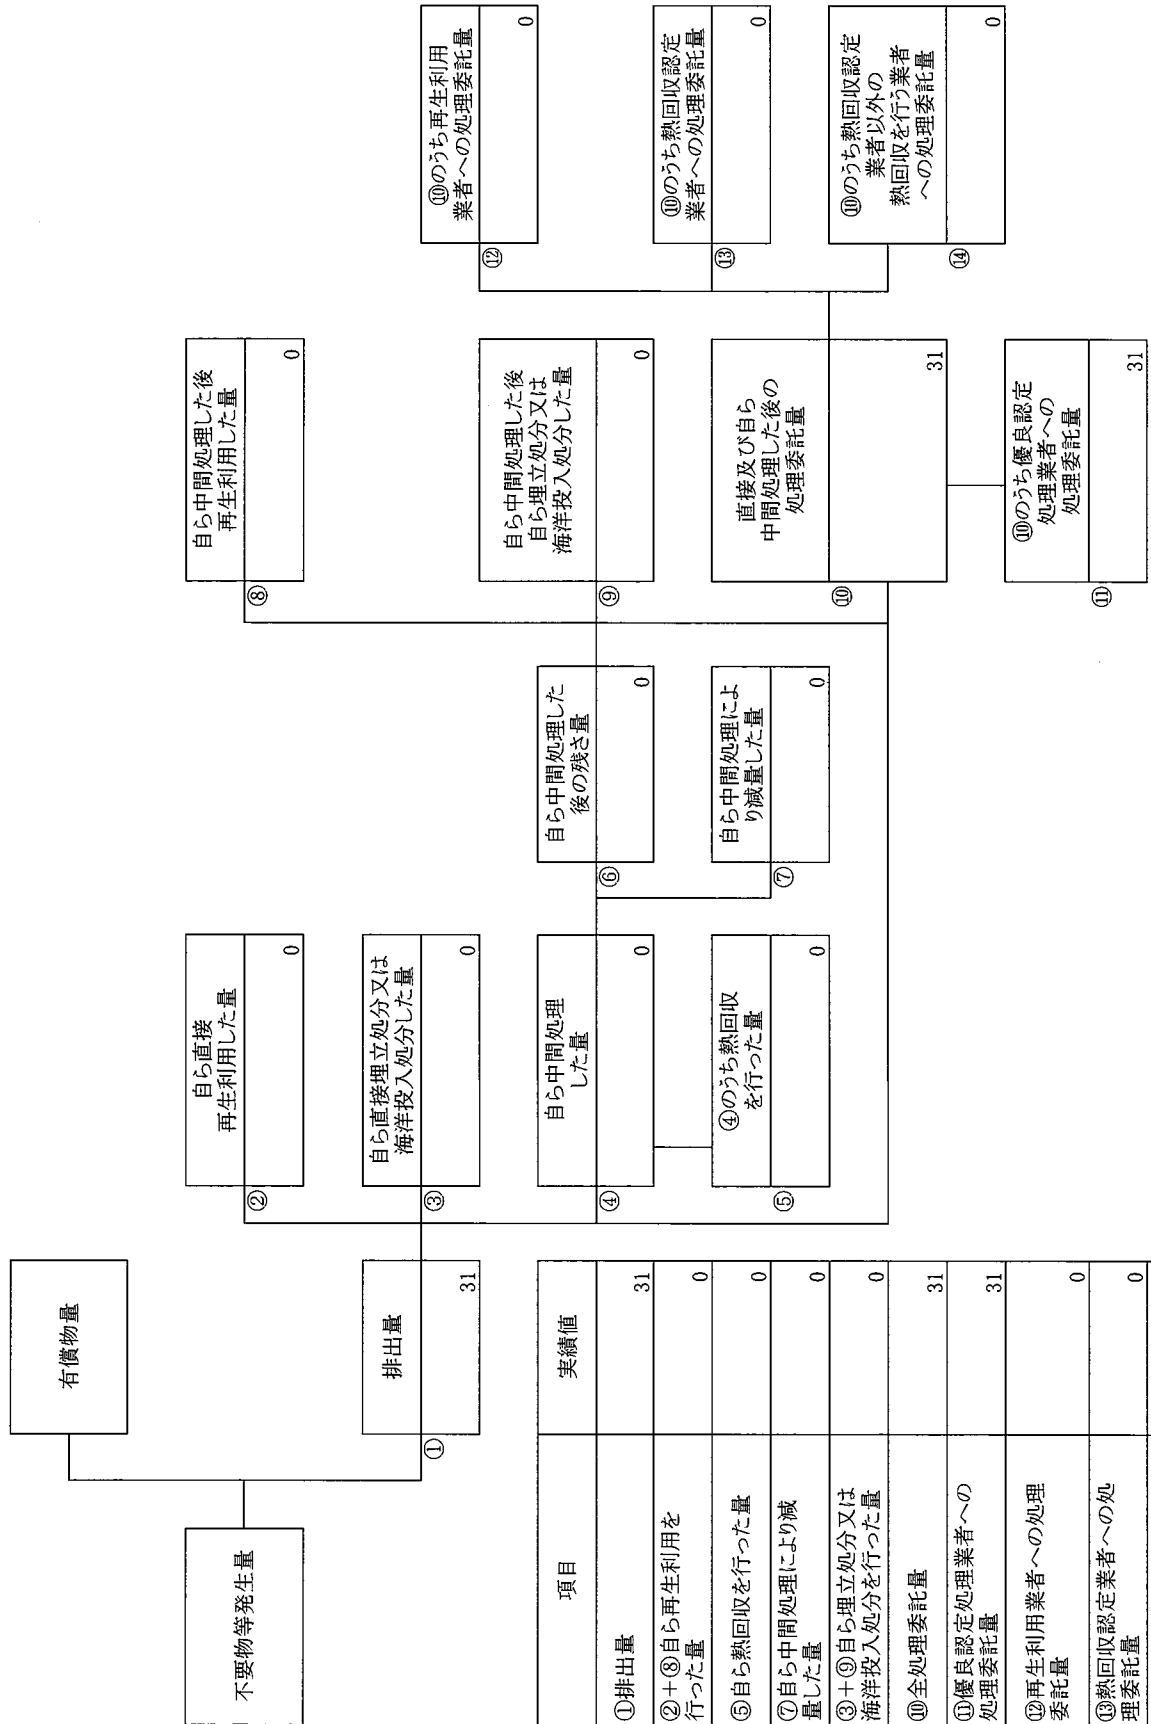 不要物等発生量
有償物量
排出量
①
31
自ら直接
再生利用した量
②
0
自ら直接埋立処分又は
海洋投入処分した量
③
0
自ら中間処理
した量
④
0
④のうち熱回収
を行った量
⑤
0
自ら中間処理した
後の残さ量
⑥
0
自ら中間処理によ
り減量した量
⑦
0
自ら中間処理した後
再生利用した量
⑧
0
自ら中間処理した後
自ら埋立処分又は
海洋投入処分した量
⑨
0
直接及び自ら
中間処理した後の
処理委託量
⑩
31
⑩のうち優良認定
処理業者への
処理委託量
⑪
31
⑩のうち再生利用
業者への処理委託量
⑫
0
⑩のうち熱回収認定
業者への処理委託量
⑬
0
⑩のうち熱回収認定
業者以外の
熱回収を行う業者
への処理委託量
⑭
0
項目 実績値
①排出量 31
②+⑧自ら再生利用を
行った量 0
⑤自ら熱回収を行った量 0
⑦自ら中間処理により減
量した量 0
③+⑨自ら埋立処分又は
海洋投入処分を行った量 0
⑩全処理委託量 31
⑪優良認定処理業者への
処理委託量 31
⑫再生利用業者への処理
委託量 0
⑬熱回収認定業者への処
理委託量 0